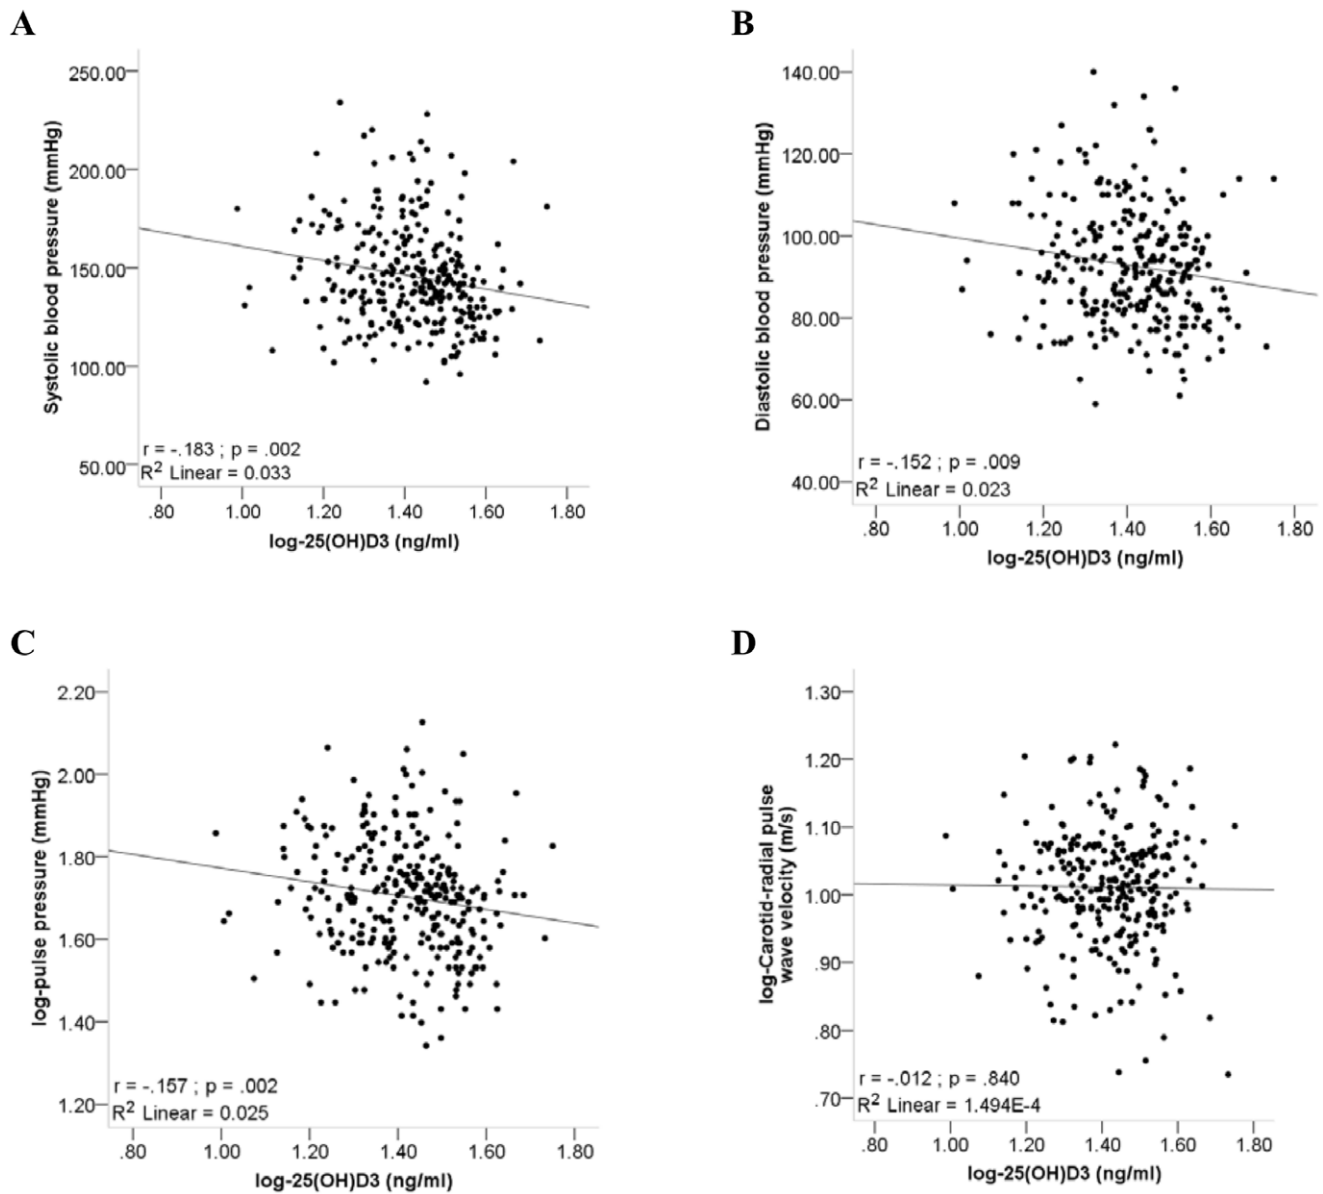 A
250.00
200.00
150.00
100.00
50.00
Systolic blood pressure (mmHg)
r = -.183 ; p = .002
R² Linear = 0.033
.80 1.00 1.20 1.40 1.60 1.80
log-25(OH)D3 (ng/ml)
B
140.00
120.00
100.00
80.00
60.00
40.00
Diastolic blood pressure (mmHg)
r = -.152 ; p = .009
R² Linear = 0.023
.80 1.00 1.20 1.40 1.60 1.80
log-25(OH)D3 (ng/ml)
C
2.20
2.00
1.80
1.60
1.40
1.20
log-pulse pressure (mmHg)
r = -.157 ; p = .002
R² Linear = 0.025
.80 1.00 1.20 1.40 1.60 1.80
log-25(OH)D3 (ng/ml)
D
1.30
1.20
1.10
1.00
.90
.80
.70
log-Carotid-radial pulse
wave velocity (m/s)
r = -.012 ; p = .840
R² Linear = 1.494E-4
.80 1.00 1.20 1.40 1.60 1.80
log-25(OH)D3 (ng/ml)